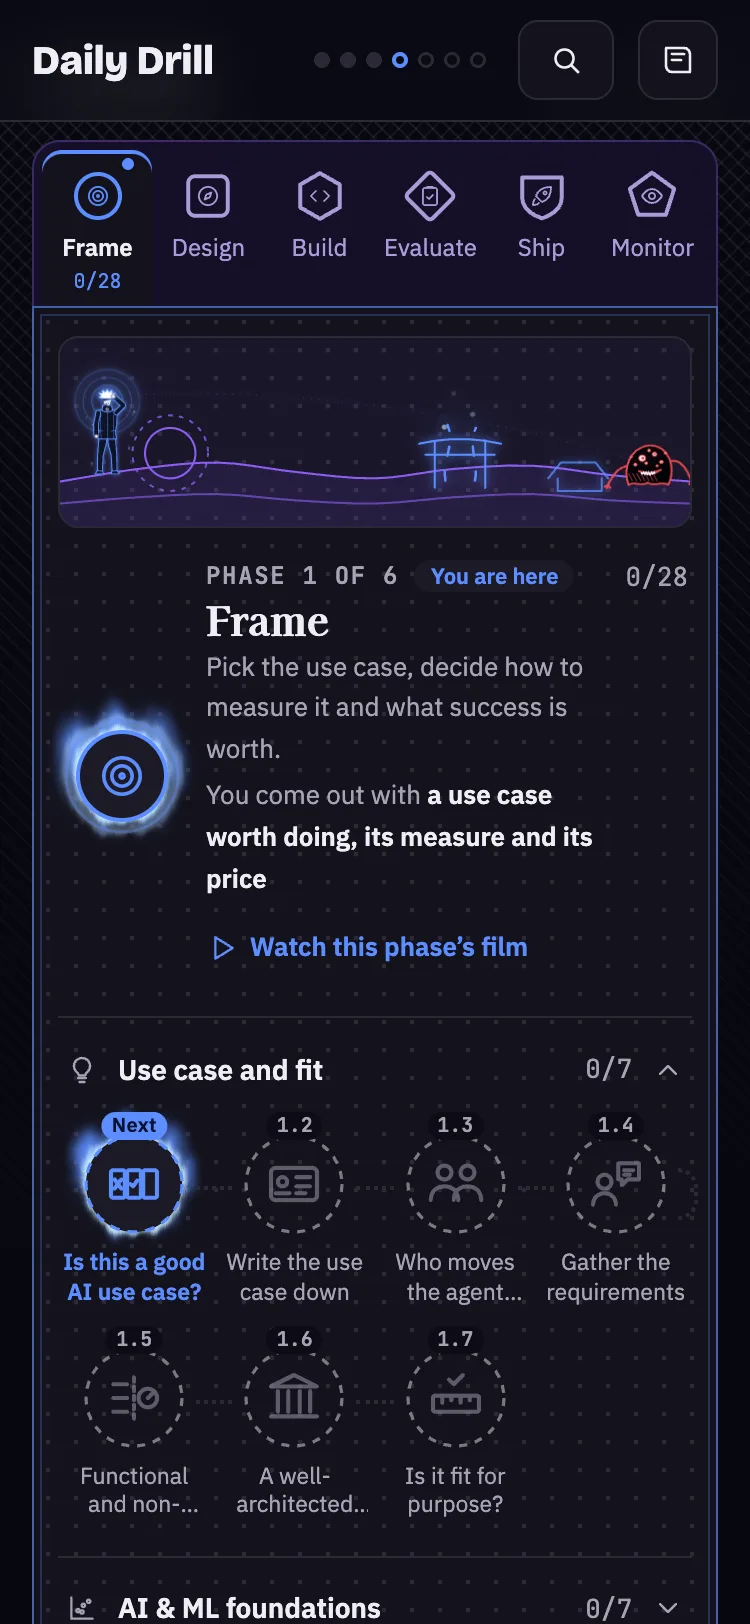 Daily Drill
Frame
0/28
Design
Build
Evaluate
Ship
Monitor
PHASE 1 OF 6
You are here
0/28
Frame
Pick the use case, decide how to
measure it and what success is
worth.
You come out with a use case
worth doing, its measure and its
price
Watch this phase’s film
Use case and fit
0/7
Next
1.2
1.3
1.4
Is this a good
AI use case?
Write the use
case down
Who moves
the agent...
Gather the
requirements
1.5
1.6
1.7
Functional
and non-...
A well-
architected...
Is it fit for
purpose?
AI & ML foundations
0/7